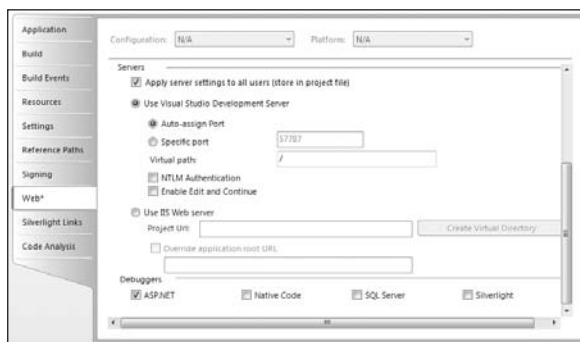 Application
Build
Build Events
Resources
Settings
Reference Paths
Signing
Web*
Silverlight Links
Code Analysis
Configuration: N/A Platform: N/A
Servers
Apply server settings to all users (store in project file)
Use Visual Studio Development Server
Auto-assign Port
Specific port 57787
Virtual path: /
NTLM Authentication
Enable Edit and Continue
Use IIS Web server
Project Url: Create Virtual Directory
Override application root URL
Debuggers
ASP.NET Native Code SQL Server Silverlight